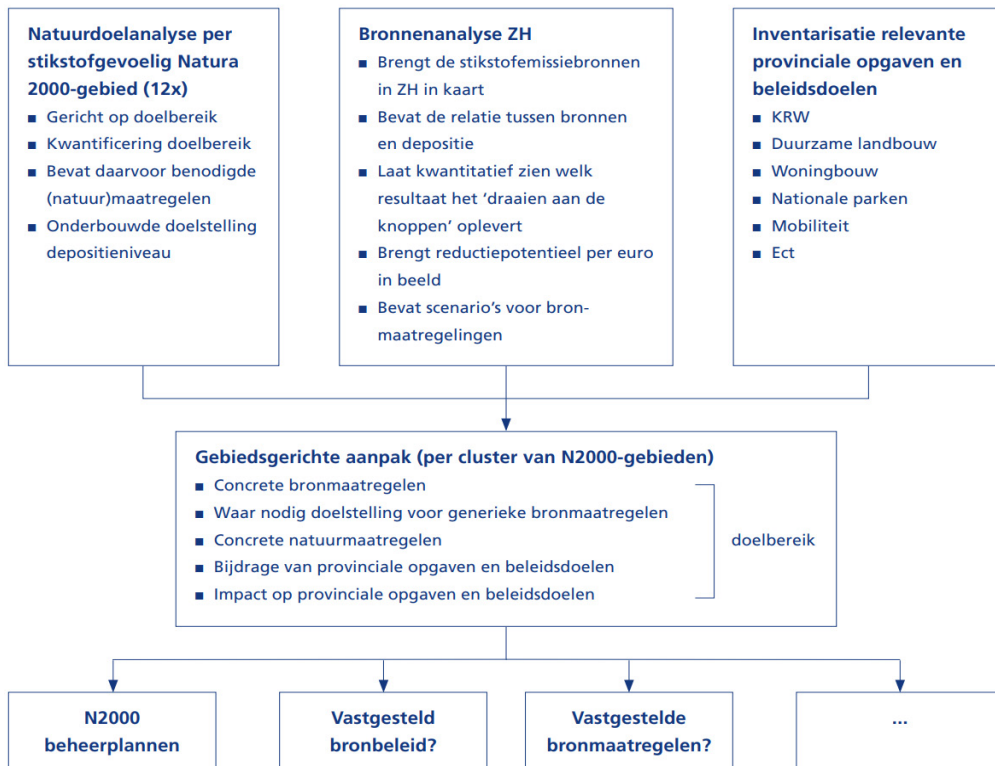 Natuurdoelanalyse per
stikstofgevoelig Natura
2000-gebied (12x)
▪ Gericht op doelbereik
▪ Kwantificering doelbereik
▪ Bevat daarvoor benodigde
(natuur)maatregelen
▪ Onderbouwde doelstelling
depositieniveau
Bronnenanalyse ZH
▪ Brengt de stikstofemissiebronnen
in ZH in kaart
▪ Bevat de relatie tussen bronnen
en depositie
▪ Laat kwantitatief zien welk
resultaat het ‘draaien aan de
knoppen’ oplevert
▪ Brengt reductiepotentieel per euro
in beeld
▪ Bevat scenario’s voor bron-
maatregelingen
Inventarisatie relevante
provinciale opgaven en
beleidsdoelen
▪ KRW
▪ Duurzame landbouw
▪ Woningbouw
▪ Nationale parken
▪ Mobiliteit
▪ Ect
Gebiedsgerichte aanpak (per cluster van N2000-gebieden)
▪ Concrete bronmaatregelen
▪ Waar nodig doelstelling voor generieke bronmaatregelen
▪ Concrete natuurmaatregelen
▪ Bijdrage van provinciale opgaven en beleidsdoelen
▪ Impact op provinciale opgaven en beleidsdoelen
doelbereik
N2000
beheerplannen
Vastgesteld
bronbeleid?
Vastgestelde
bronmaatregelen?
...